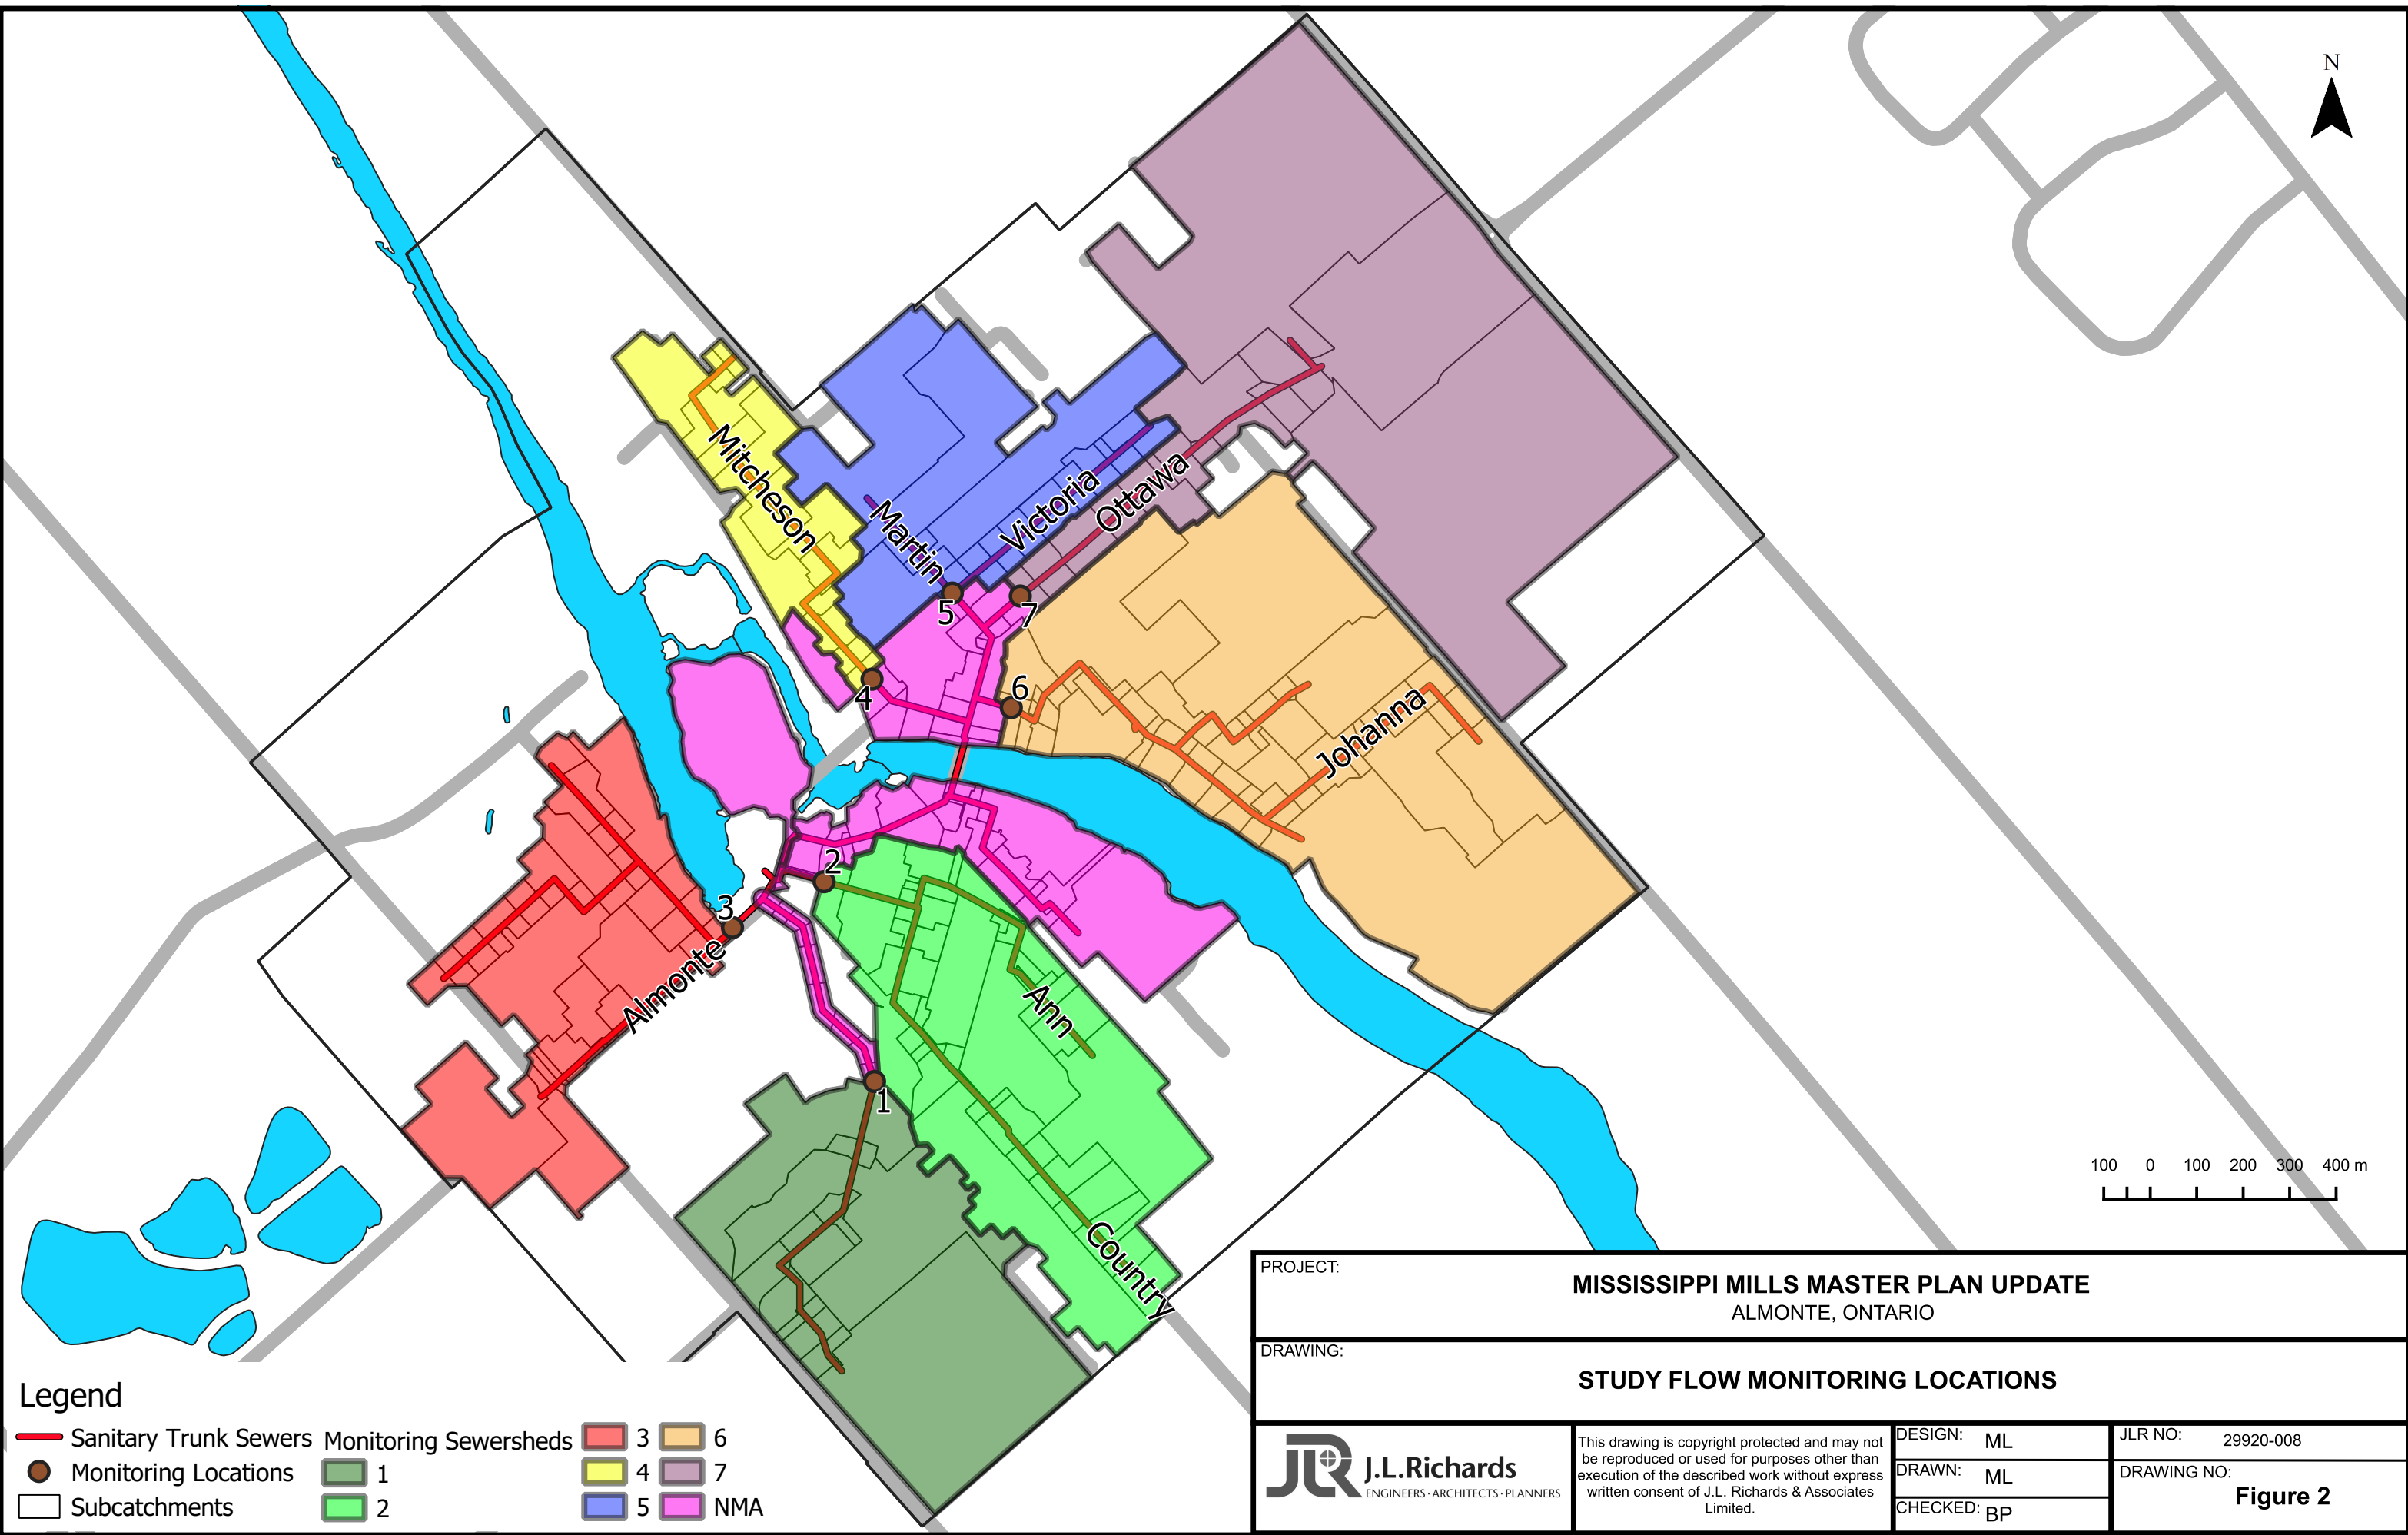 N
Mitcheson
Martin
Victoria
Ottawa
5
7
4
6
Johanna
2
3
Almonte
Ann
1
Country
100 0 100 200 300 400 m
Legend
Sanitary Trunk Sewers
Monitoring Locations
Subcatchments
Monitoring Sewersheds
1
2
3
4
5
6
7
NMA
PROJECT:
MISSISSIPPI MILLS MASTER PLAN UPDATE
ALMONTE, ONTARIO
DRAWING:
STUDY FLOW MONITORING LOCATIONS
JLR
J.L.Richards
ENGINEERS · ARCHITECTS · PLANNERS
This drawing is copyright protected and may not
be reproduced or used for purposes other than
execution of the described work without express
written consent of J.L. Richards & Associates
Limited.
DESIGN: ML
DRAWN: ML
CHECKED: BP
JLR NO: 29920-008
DRAWING NO:
Figure 2